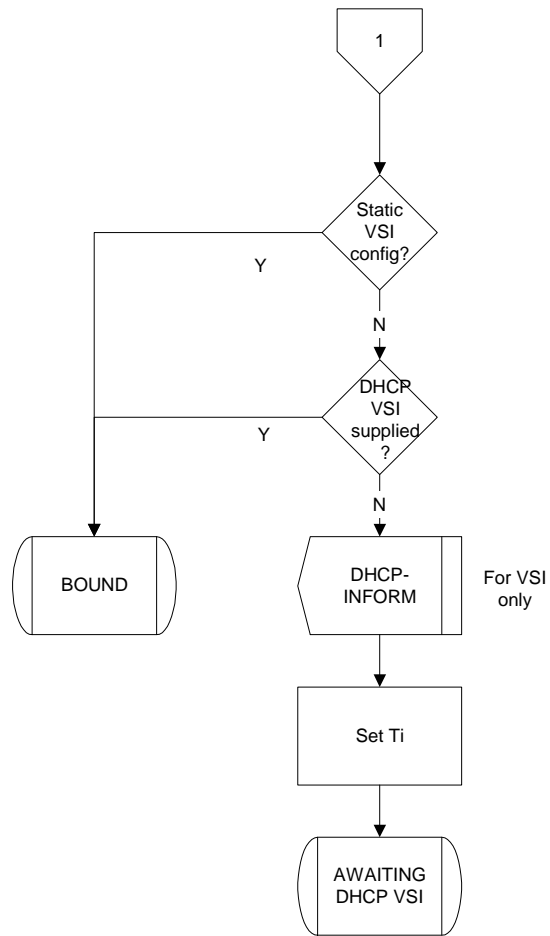 1
Static
VSI
config?
Y
N
DHCP
VSI
supplied
?
Y
N
BOUND
DHCP-
INFORM
For VSI
only
Set Ti
AWAITING
DHCP VSI